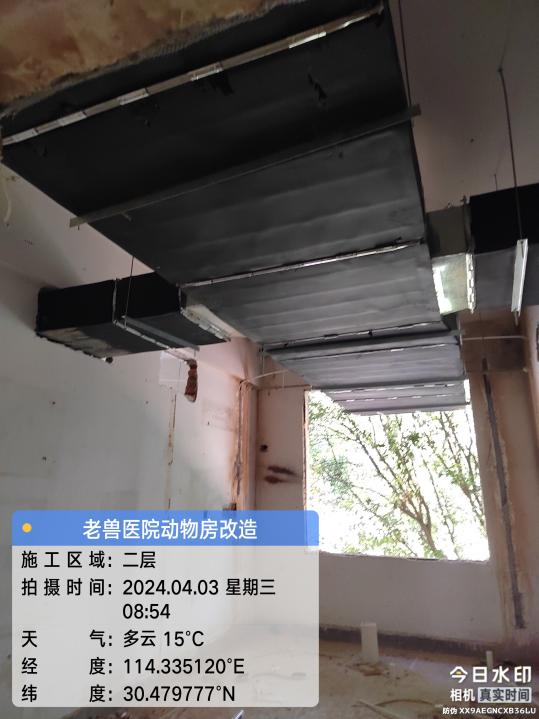 老兽医院动物房改造
施工区域：二层
拍摄时间：2024.04.03 星期三
08:54
天气：多云 15°C
经度：114.335120°E
纬度：30.479777°N
今日水印
相机 真实时间
防伪 XX9AEGNCXB36LU